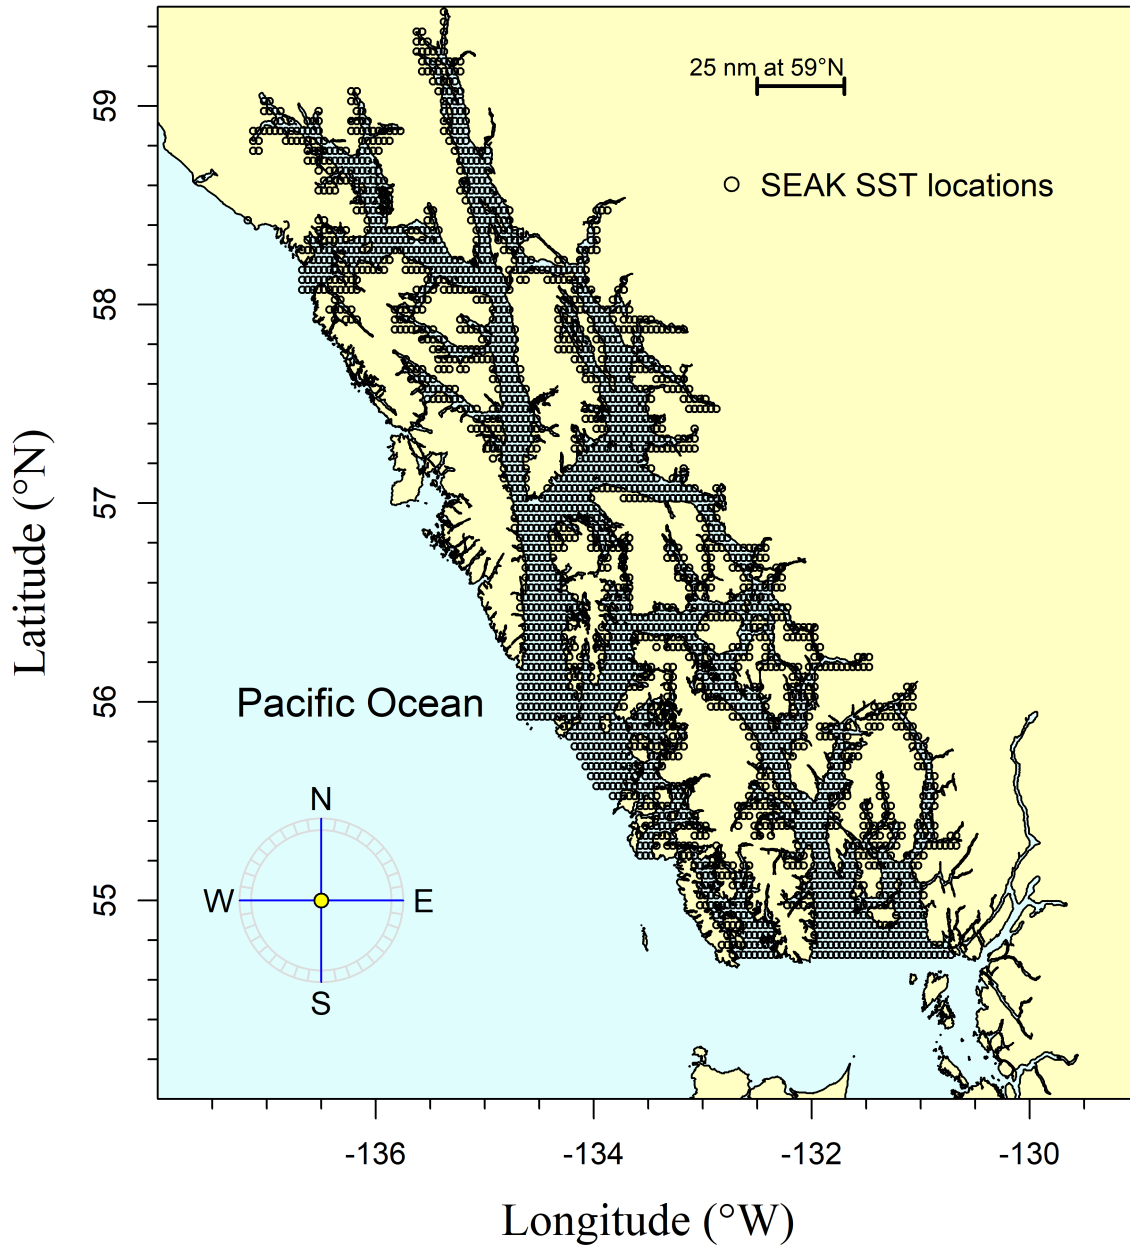 25 nm at 59°N
SEAK SST locations
59
58
57
56
55
Latitude (°N)
Pacific Ocean
N
W
E
S
-136
-134
-132
-130
Longitude (°W)